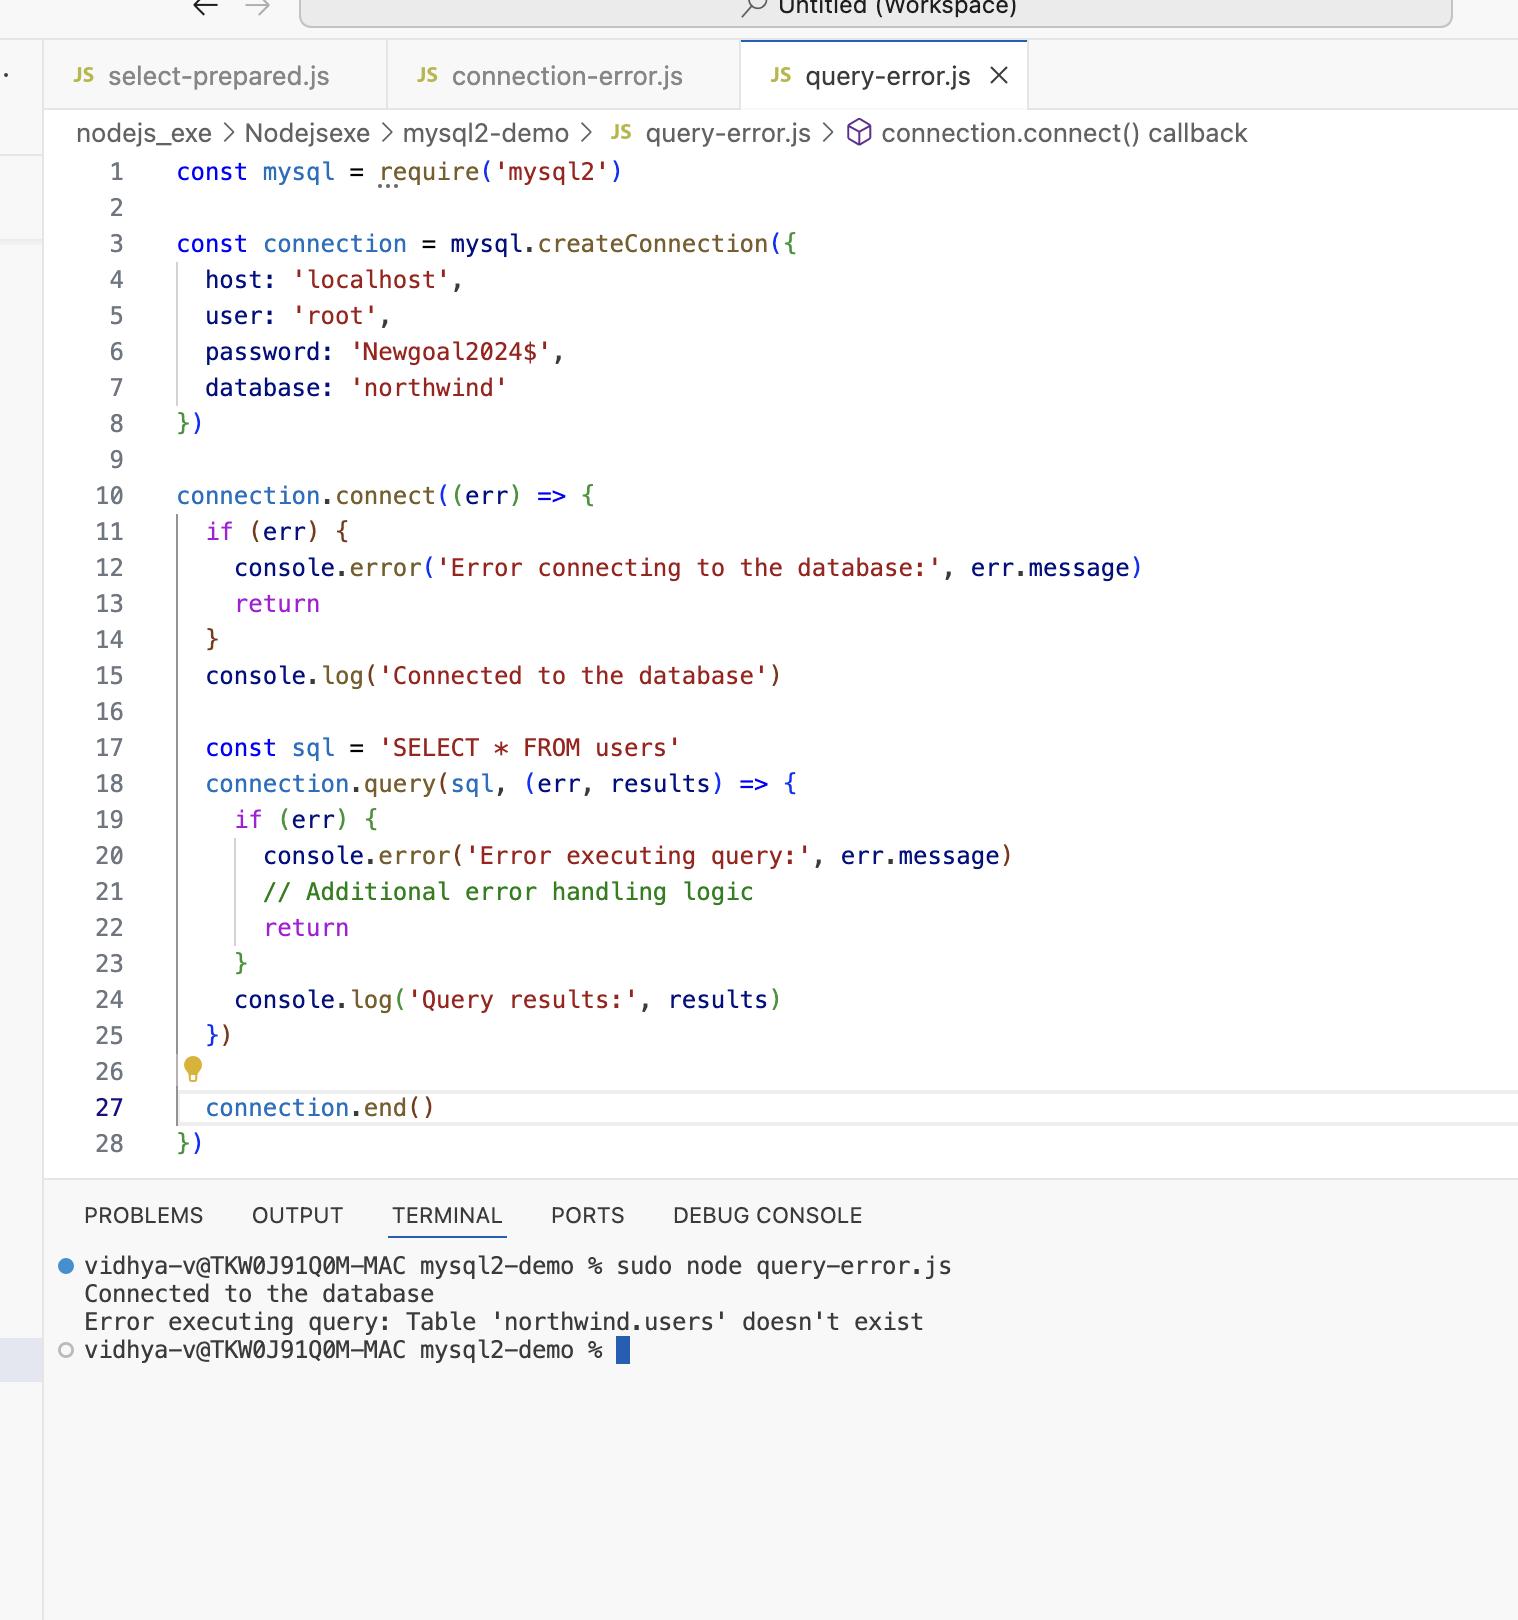 Untitled (Workspace)
JS select-prepared.js JS connection-error.js JS query-error.js
nodejs_exe > Nodejsexe > mysql2-demo > JS query-error.js > connection.connect() callback
1 const mysql = require('mysql2')
2
3 const connection = mysql.createConnection({
4 host: 'localhost',
5 user: 'root',
6 password: 'Newgoal2024$',
7 database: 'northwind'
8 })
9
10 connection.connect((err) => {
11 if (err) {
12 console.error('Error connecting to the database:', err.message)
13 return
14 }
15 console.log('Connected to the database')
16
17 const sql = 'SELECT * FROM users'
18 connection.query(sql, (err, results) => {
19 if (err) {
20 console.error('Error executing query:', err.message)
21 // Additional error handling logic
22 return
23 }
24 console.log('Query results:', results)
25 })
26
27 connection.end()
28 })
PROBLEMS OUTPUT TERMINAL PORTS DEBUG CONSOLE
vidhya-v@TKW0J91Q0M-MAC mysql2-demo % sudo node query-error.js
Connected to the database
Error executing query: Table 'northwind.users' doesn't exist
vidhya-v@TKW0J91Q0M-MAC mysql2-demo %